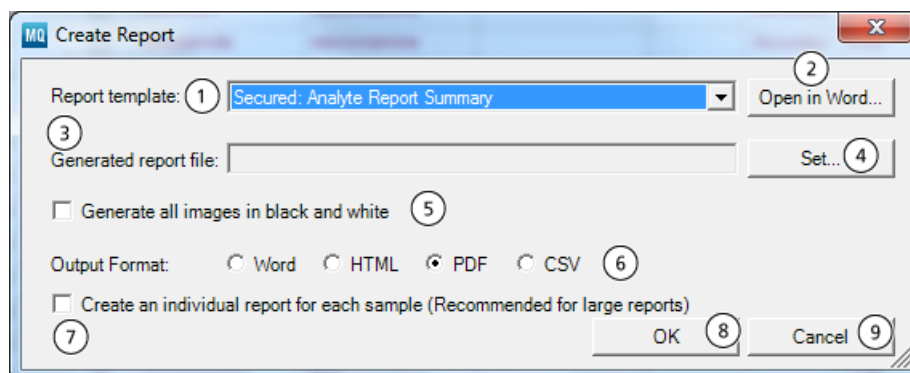 MQ Create Report
2
Report template: 1 Secured: Analyte Report Summary Open in Word...
3
Generated report file: Set... 4
Generate all images in black and white 5
Output Format: Word HTML PDF CSV 6
Create an individual report for each sample (Recommended for large reports)
7 OK 8 Cancel 9